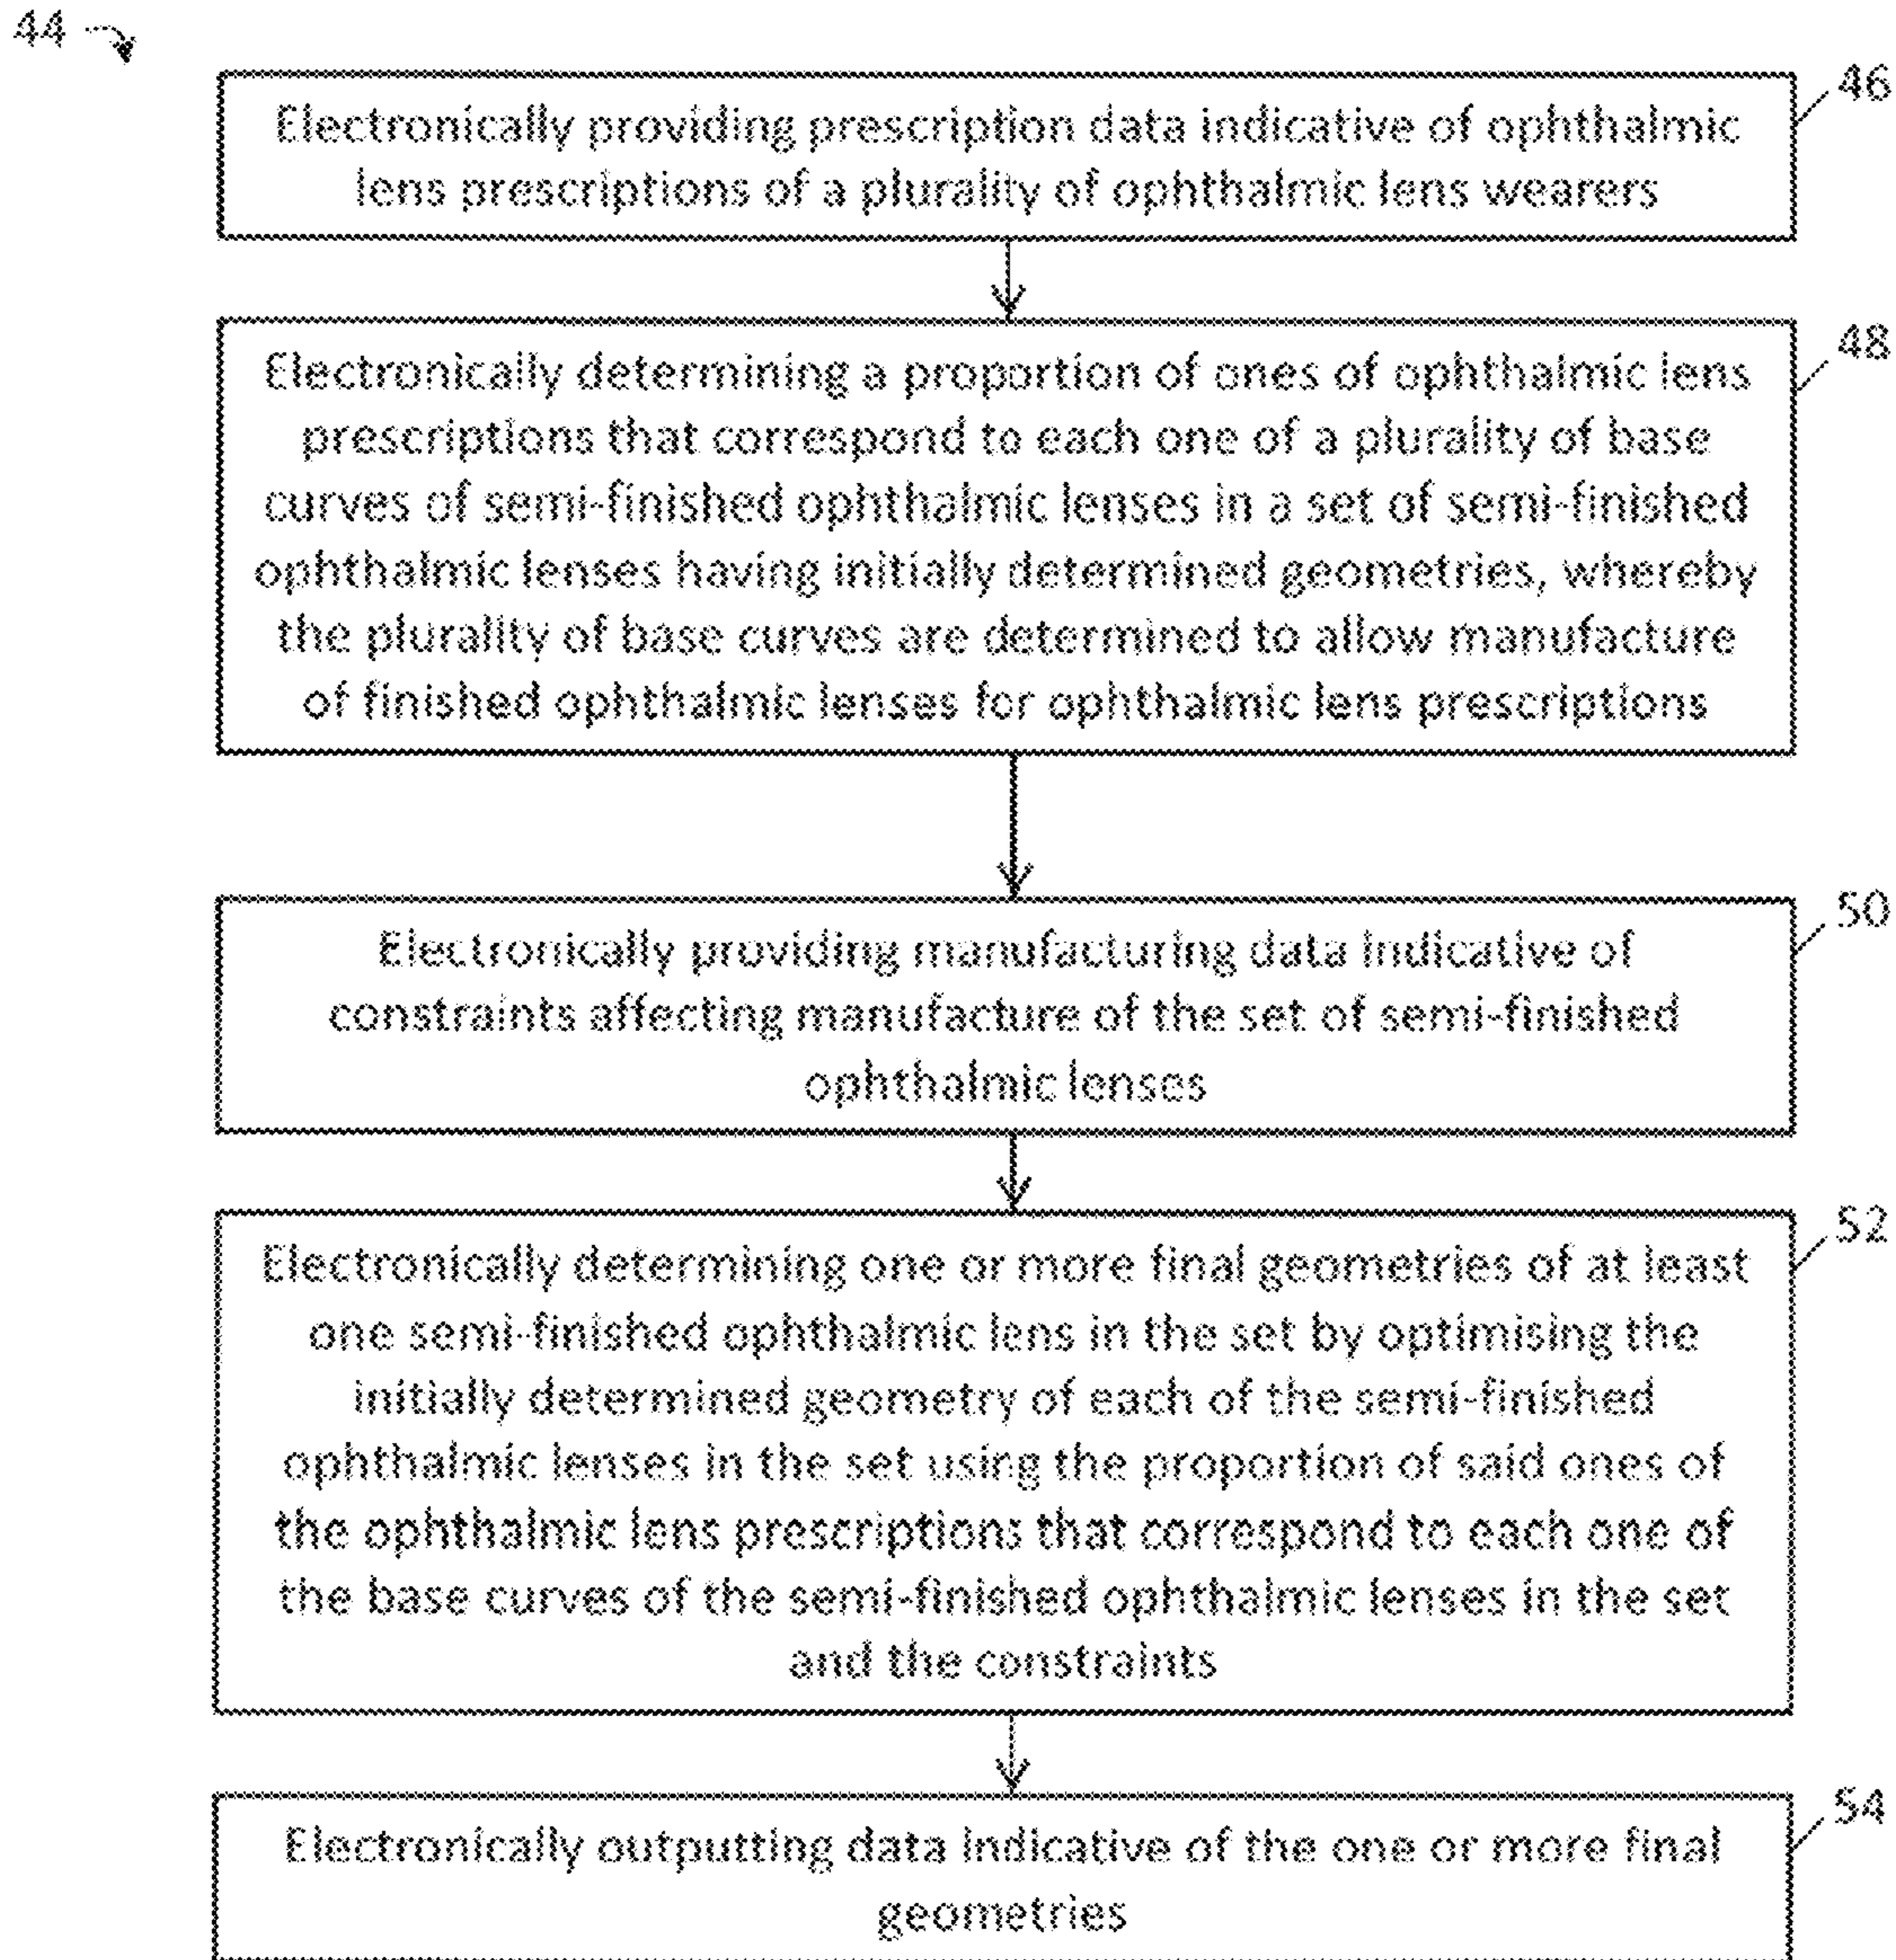 44
46
Electronically providing prescription data indicative of ophthalmic
lens prescriptions of a plurality of ophthalmic lens wearers
48
Electronically determining a proportion of ones of ophthalmic lens
prescriptions that correspond to each one of a plurality of base
curves of semi-finished ophthalmic lenses in a set of semi-finished
ophthalmic lenses having initially determined geometries, whereby
the plurality of base curves are determined to allow manufacture
of finished ophthalmic lenses for ophthalmic lens prescriptions
50
Electronically providing manufacturing data indicative of
constraints affecting manufacture of the set of semi-finished
ophthalmic lenses
52
Electronically determining one or more final geometries of at least
one semi-finished ophthalmic lens in the set by optimising the
initially determined geometry of each of the semi-finished
ophthalmic lenses in the set using the proportion of said ones of
the ophthalmic lens prescriptions that correspond to each one of
the base curves of the semi-finished ophthalmic lenses in the set
and the constraints
54
Electronically outputting data indicative of the one or more final
geometries